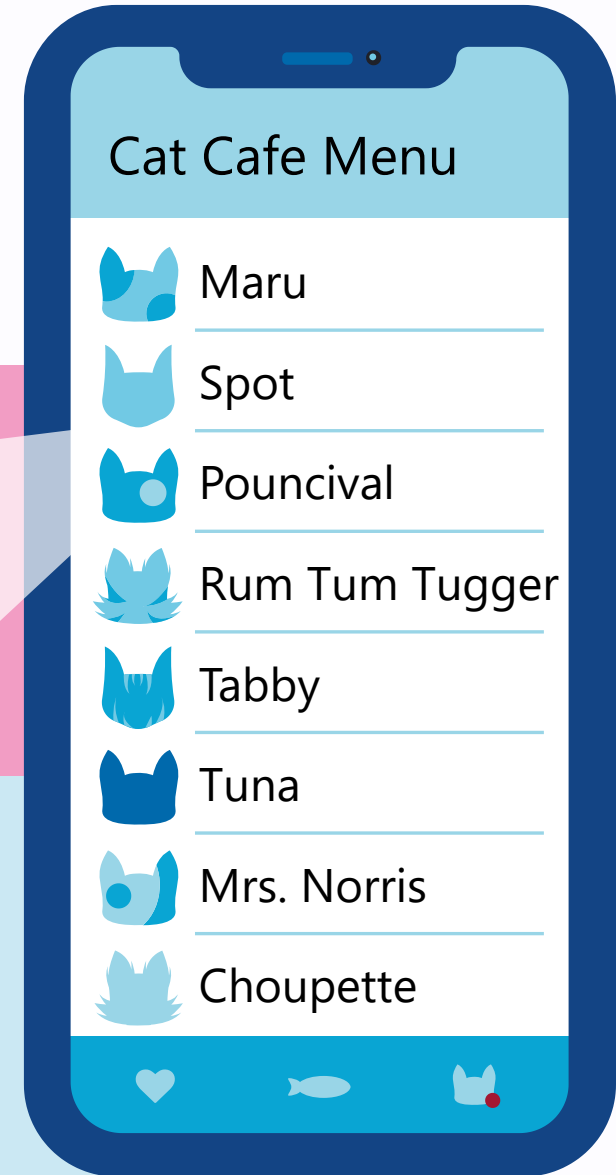 Cat Cafe Menu
Maru
Spot
Pouncival
Rum Tum Tugger
Tabby
Tuna
Mrs. Norris
Choupette